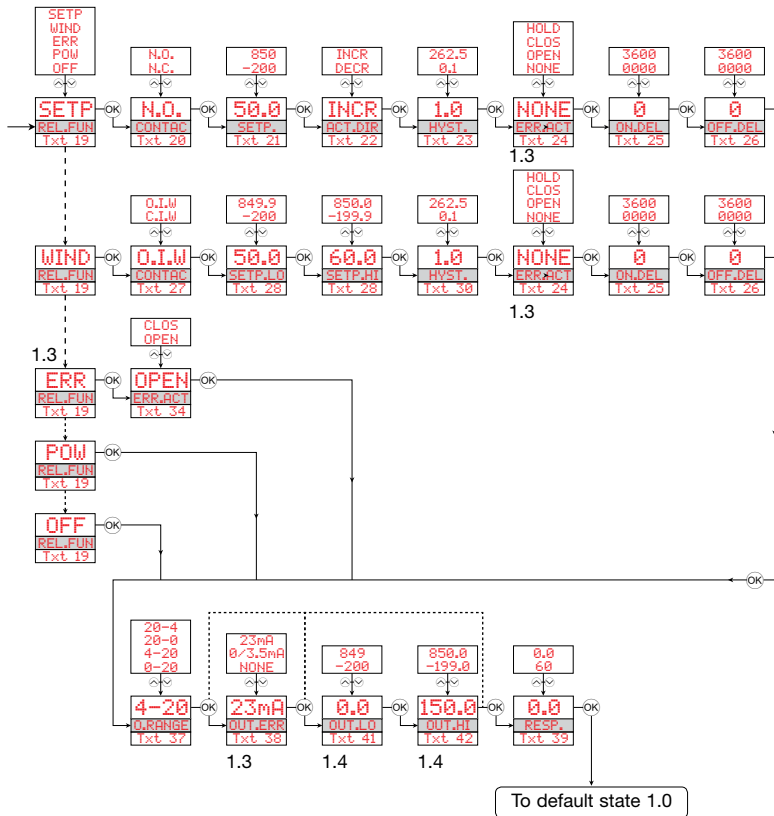 SETP
WIND
ERR
POW
OFF
N.O.
N.C.
850
-200
INCR
DECR
262.5
0.1
HOLD
CLOS
OPEN
NONE
3600
0000
3600
0000
SETP
REL.FUN
Txt 19
OK
N.O.
CONTAC
Txt 20
OK
50.0
SETP.
Txt 21
OK
INCR
ACT.DIR
Txt 22
OK
1.0
HYST.
Txt 23
OK
NONE
ERR.ACT
Txt 24
OK
0
ON.DEL
Txt 25
OK
0
OFF.DEL
Txt 26
1.3
O.I.W
C.I.W
849.9
-200
850.0
-199.9
262.5
0.1
HOLD
CLOS
OPEN
NONE
3600
0000
3600
0000
WIND
REL.FUN
Txt 19
OK
O.I.W
CONTAC
Txt 27
OK
50.0
SETP.LO
Txt 28
OK
60.0
SETP.HI
Txt 28
OK
1.0
HYST.
Txt 30
OK
NONE
ERR.ACT
Txt 24
OK
0
ON.DEL
Txt 25
OK
0
OFF.DEL
Txt 26
1.3
CLOS
OPEN
1.3
ERR
REL.FUN
Txt 19
OK
OPEN
ERR.ACT
Txt 34
OK
POW
REL.FUN
Txt 19
OK
OFF
REL.FUN
Txt 19
OK
OK
20-4
20-0
4-20
0-20
23mA
0/3.5mA
NONE
849
-200
850.0
-199.0
0.0
60
4-20
O.RANGE
Txt 37
OK
23mA
OUT.ERR
Txt 38
OK
0.0
OUT.LO
Txt 41
OK
150.0
OUT.HI
Txt 42
OK
0.0
RESP.
Txt 39
OK
1.3
1.4
1.4
To default state 1.0